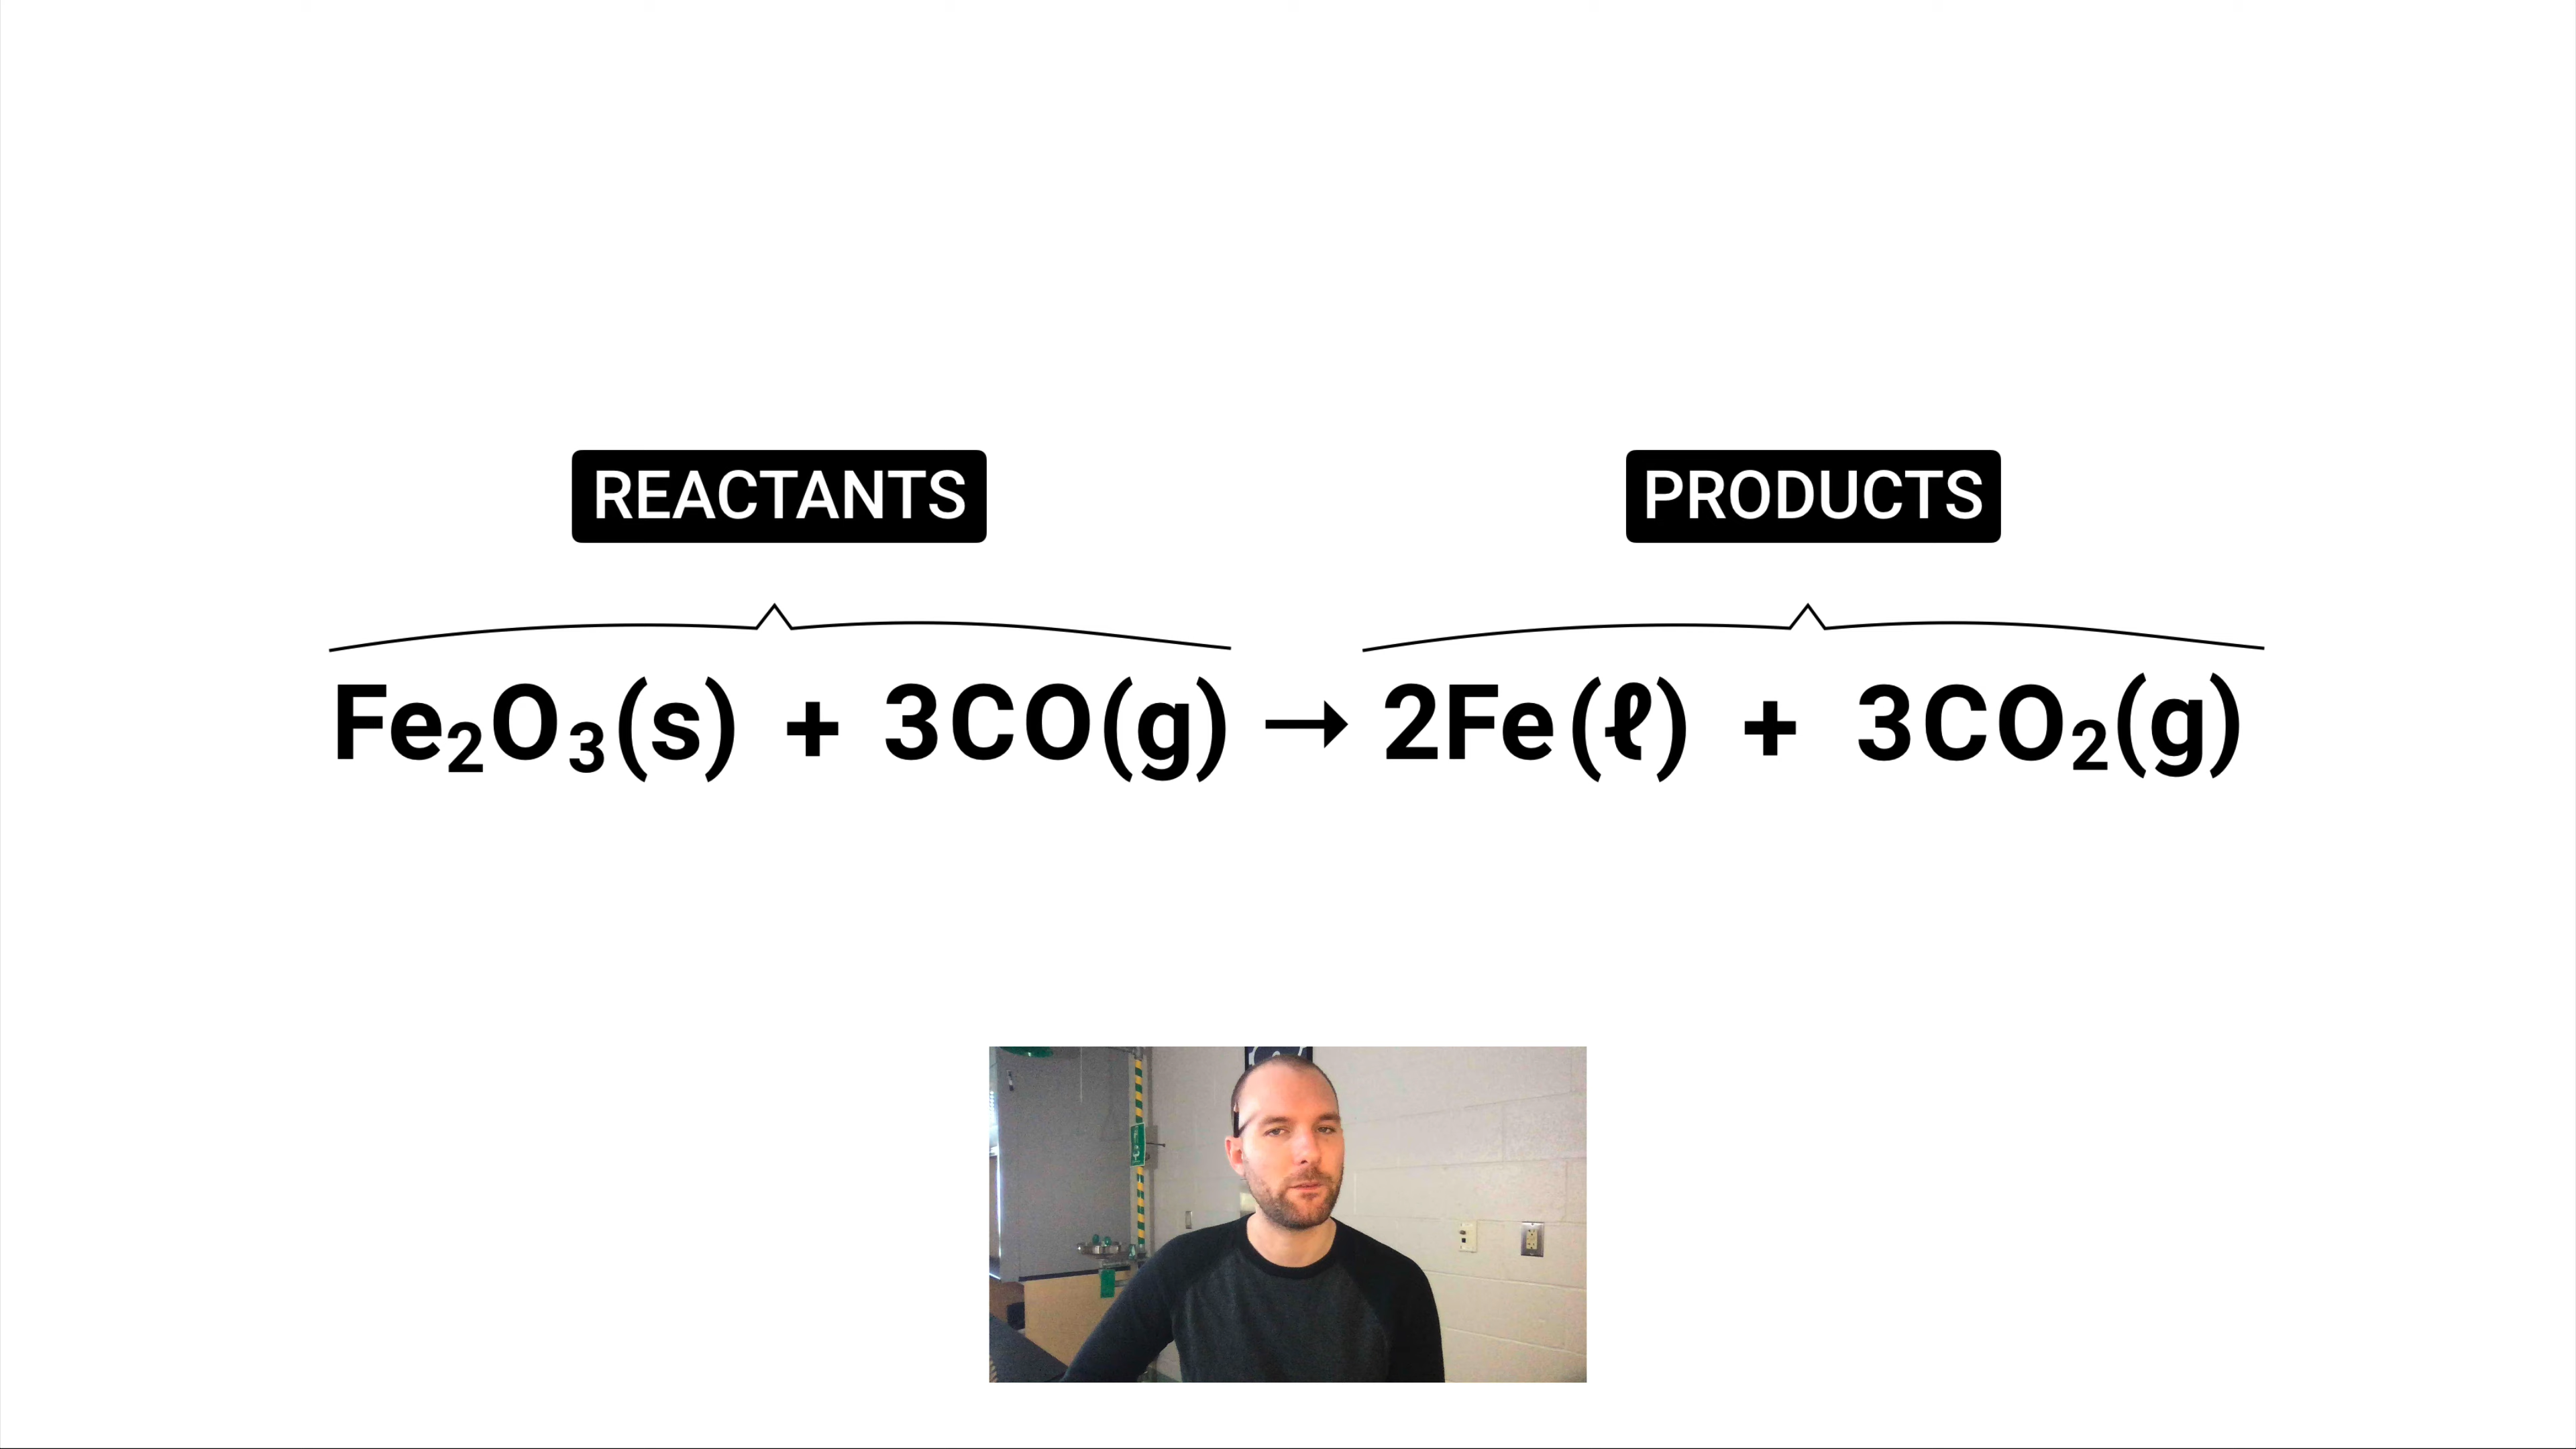 REACTANTS PRODUCTS
Fe₂O₃(s) + 3CO(g) → 2Fe(ℓ) + 3CO₂(g)